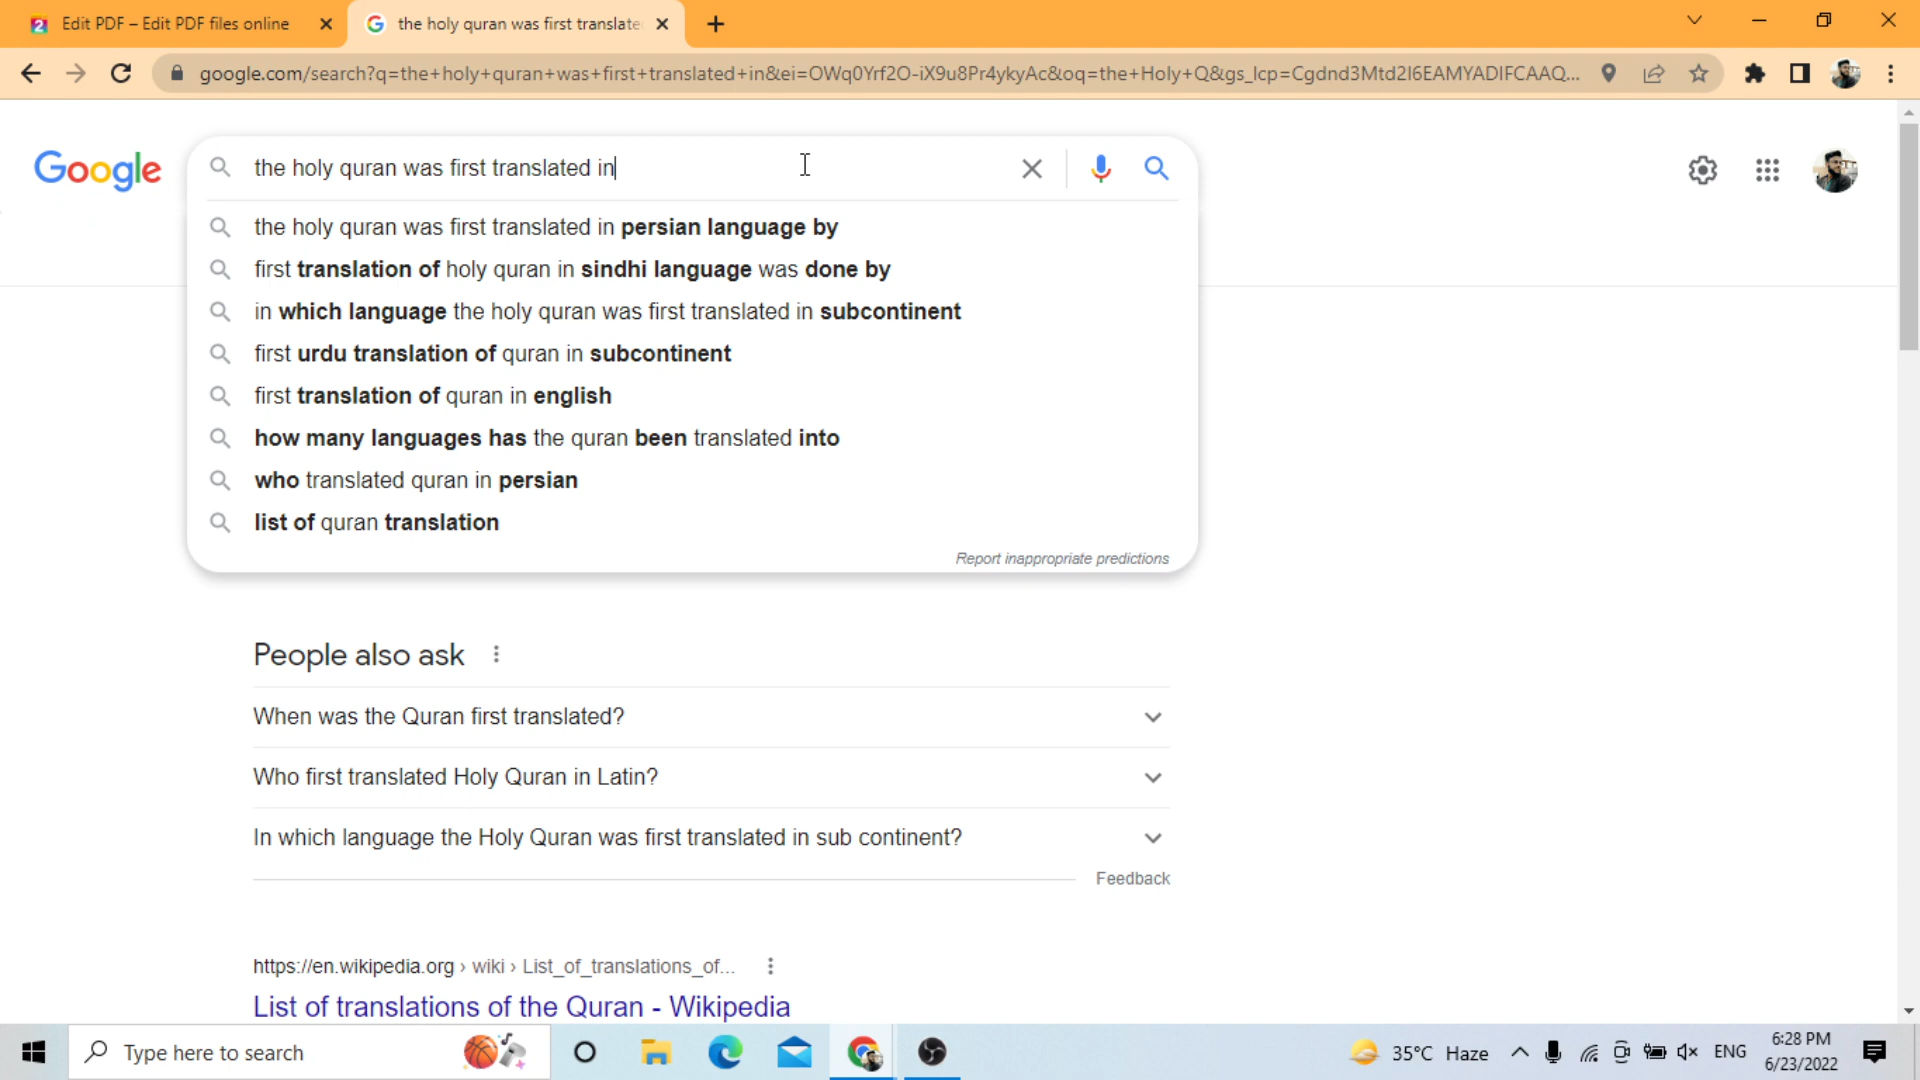 Edit PDF – Edit PDF files online
the holy quran was first translate
google.com/search?q=the+holy+quran+was+first+translated+in&ei=OWq0Yrf2O-iX9u8Pr4ykyAc&oq=the+Holy+Q&gs_lcp=Cgdnd3Mtd2l6EAMYADIFCAAQ...
Google
the holy quran was first translated in
the holy quran was first translated in persian language by
first translation of holy quran in sindhi language was done by
in which language the holy quran was first translated in subcontinent
first urdu translation of quran in subcontinent
first translation of quran in english
how many languages has the quran been translated into
who translated quran in persian
list of quran translation
Report inappropriate predictions
People also ask
When was the Quran first translated?
Who first translated Holy Quran in Latin?
In which language the Holy Quran was first translated in sub continent?
Feedback
https://en.wikipedia.org › wiki › List_of_translations_of...
List of translations of the Quran - Wikipedia
Type here to search
35°C Haze
ENG
6:28 PM
6/23/2022